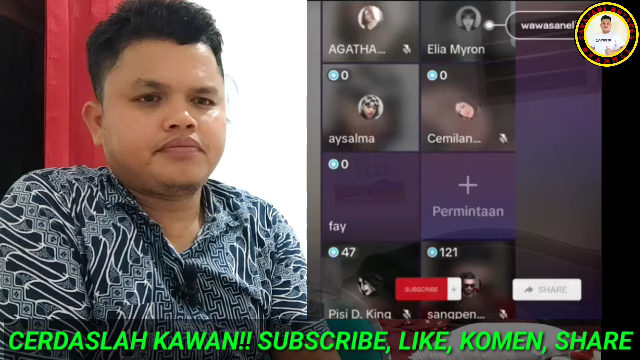 AGATHA...
Elia Myron
wawasanel
0
0
aysalma
Cemilan...
0
fay
Permintaan
47
121
Pisi D. King
sangpen...
SUBSCRIBE
SHARE
CERDASLAH KAWAN!! SUBSCRIBE, LIKE, KOMEN, SHARE